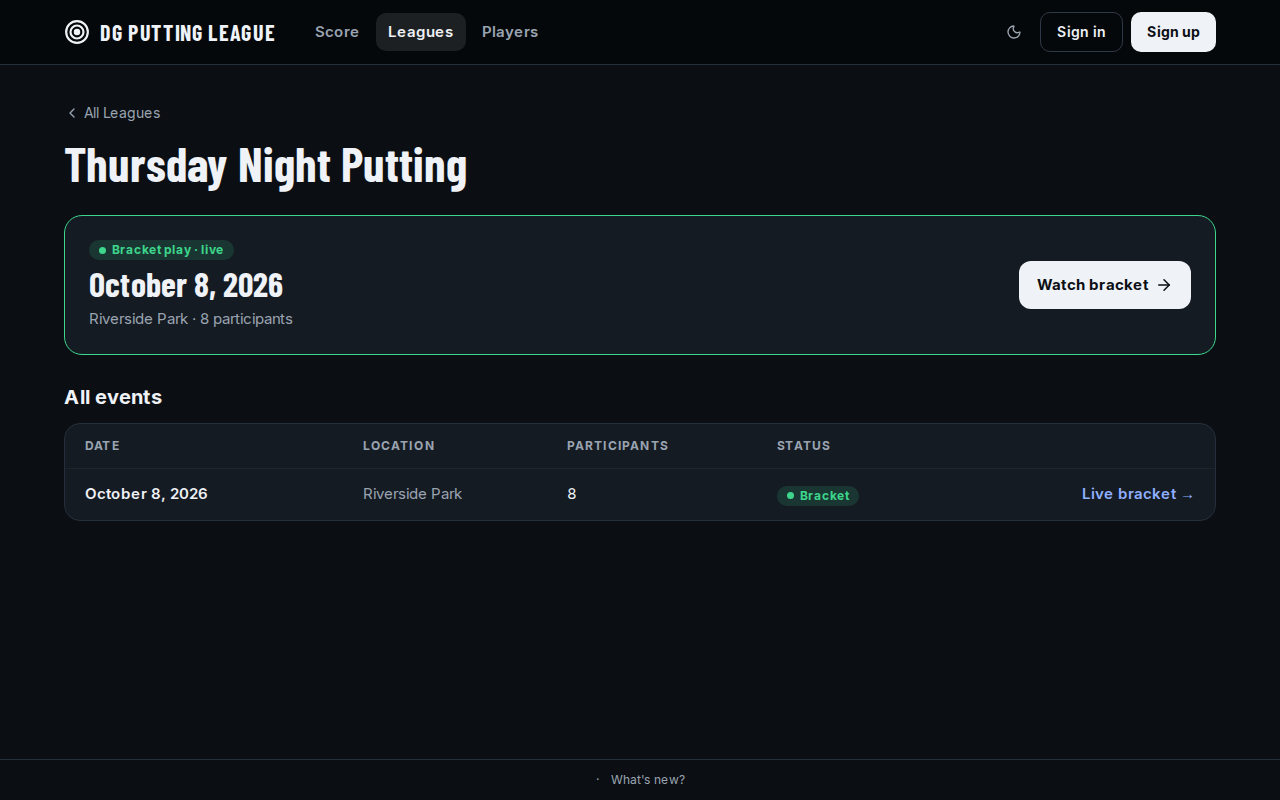 DG PUTTING LEAGUE Score Leagues Players Sign in Sign up
All Leagues
Thursday Night Putting
Bracket play · live
October 8, 2026
Riverside Park · 8 participants
Watch bracket →
All events
DATE LOCATION PARTICIPANTS STATUS
October 8, 2026 Riverside Park 8 Bracket Live bracket →
· What's new?